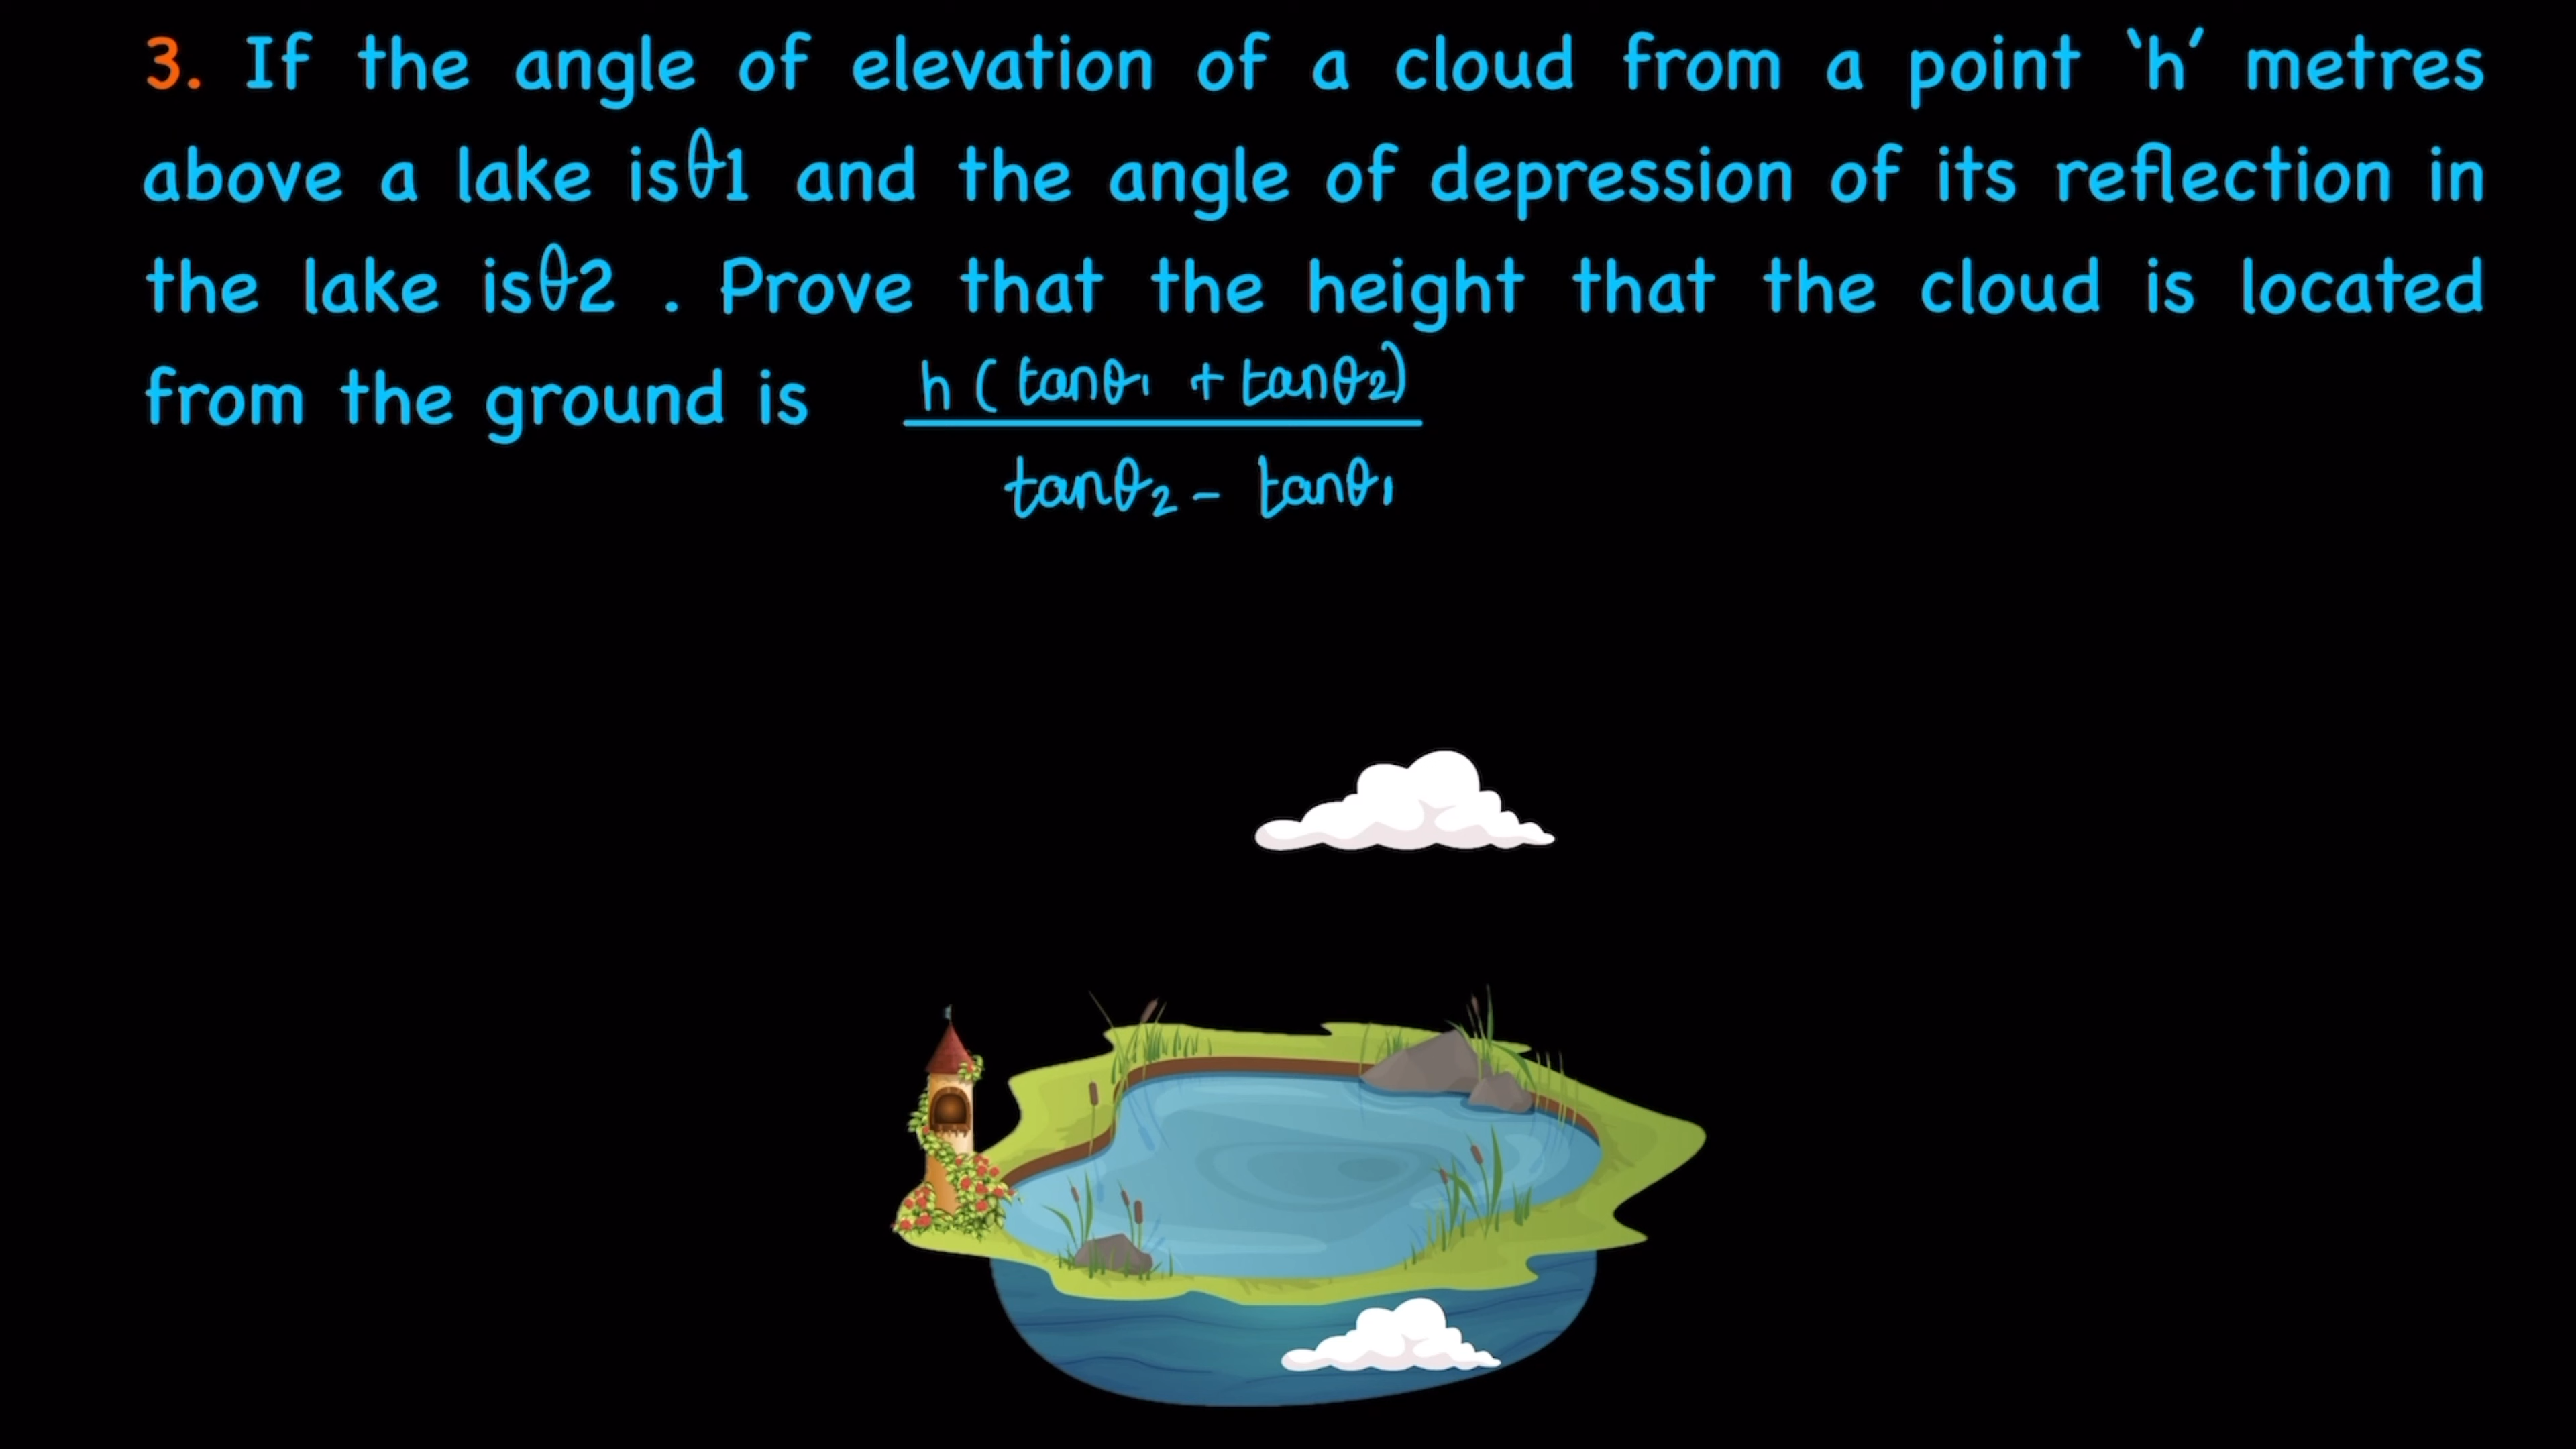 3. If the angle of elevation of a cloud from a point ‘h’ metres
above a lake is θ1 and the angle of depression of its reflection in
the lake is θ2 . Prove that the height that the cloud is located
from the ground is
h ( tanθ1 + tanθ2)
tanθ2 - tanθ1